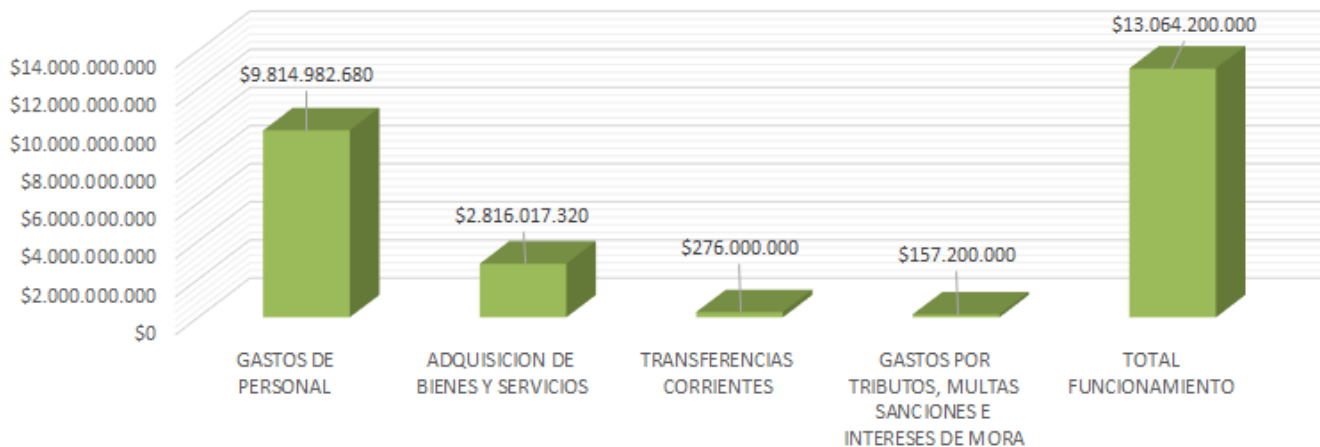 $13.064.200.000
$14.000.000.000
$9.814.982.680
$12.000.000.000
$10.000.000.000
$8.000.000.000
$6.000.000.000
$2.816.017.320
$4.000.000.000
$276.000.000
$157.200.000
$2.000.000.000
$0
GASTOS DE
PERSONAL
ADQUISICION DE
BIENES Y SERVICIOS
TRANSFERENCIAS
CORRIENTES
GASTOS POR
TRIBUTOS, MULTAS
SANCIONES E
INTERESES DE MORA
TOTAL
FUNCIONAMIENTO